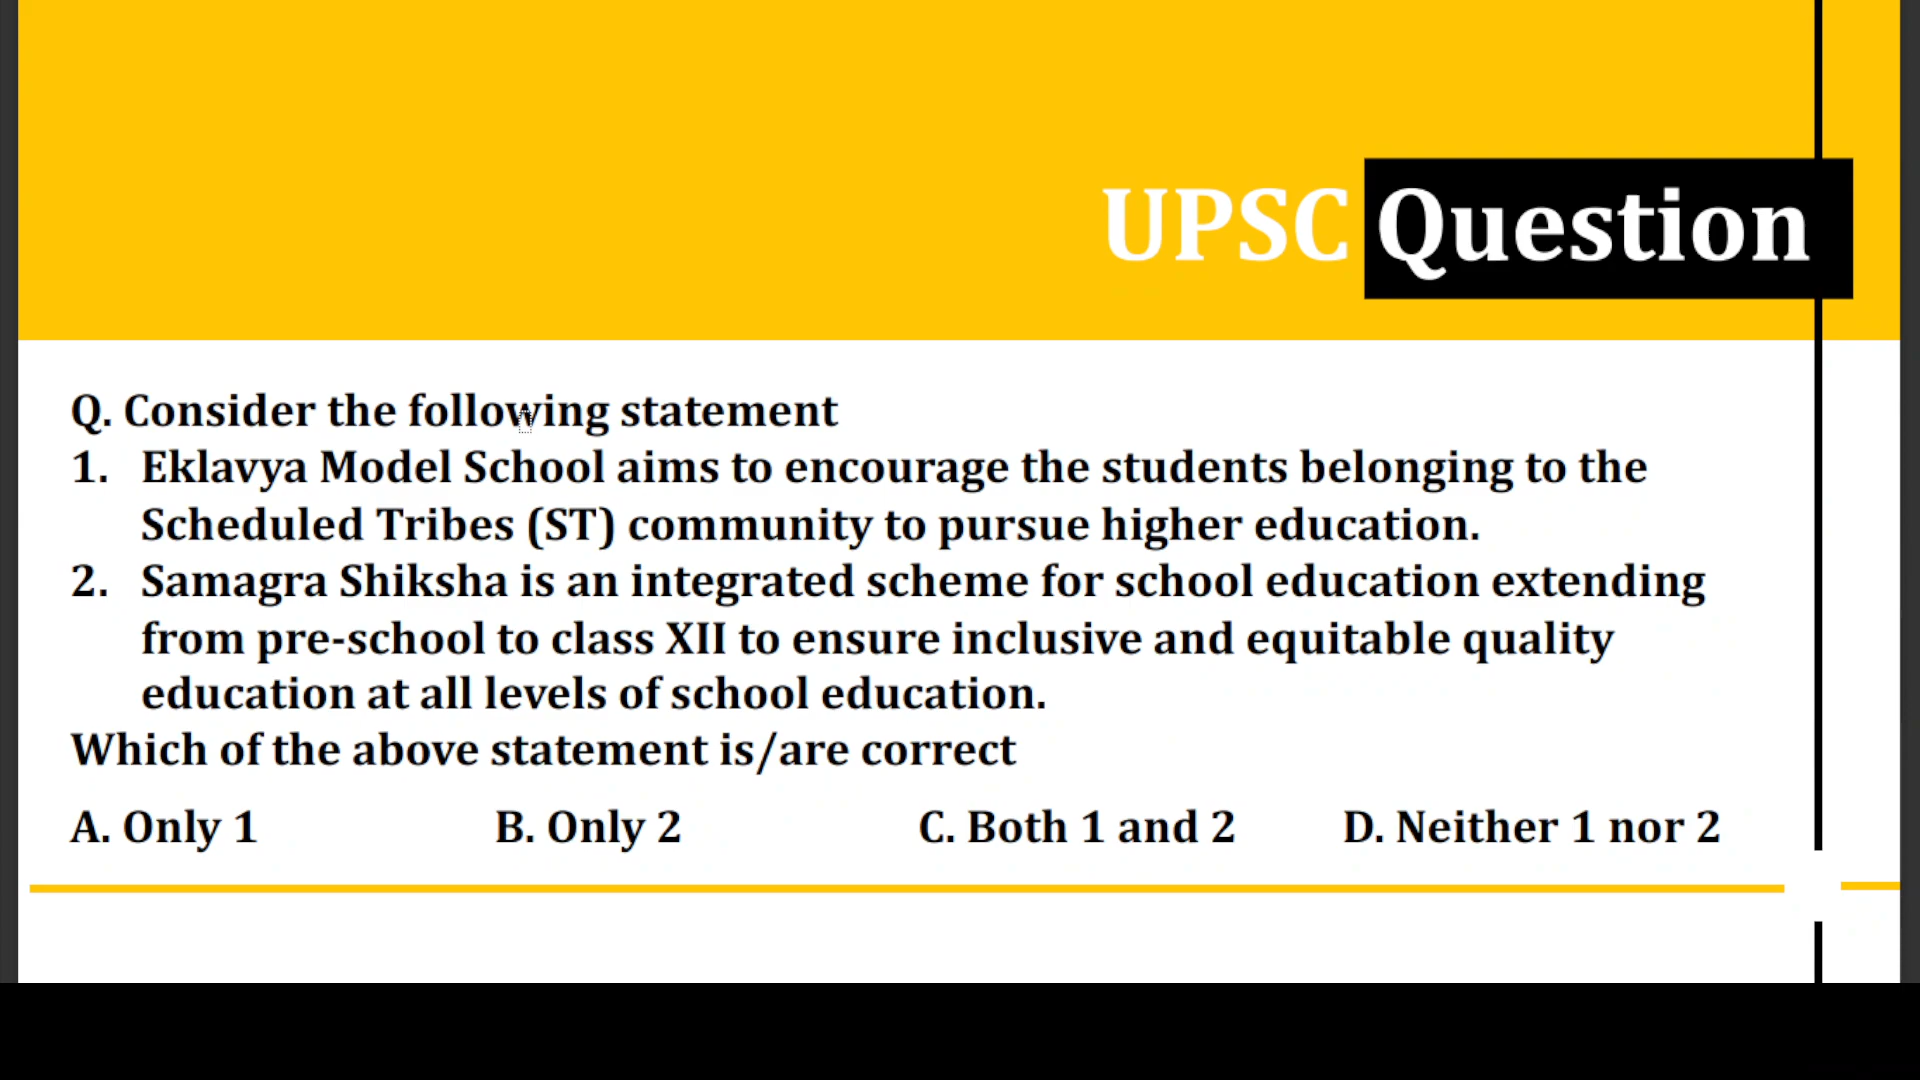 UPSC Question
Q. Consider the following statement
1. Eklavya Model School aims to encourage the students belonging to the
Scheduled Tribes (ST) community to pursue higher education.
2. Samagra Shiksha is an integrated scheme for school education extending
from pre-school to class XII to ensure inclusive and equitable quality
education at all levels of school education.
Which of the above statement is/are correct
A. Only 1 B. Only 2 C. Both 1 and 2 D. Neither 1 nor 2